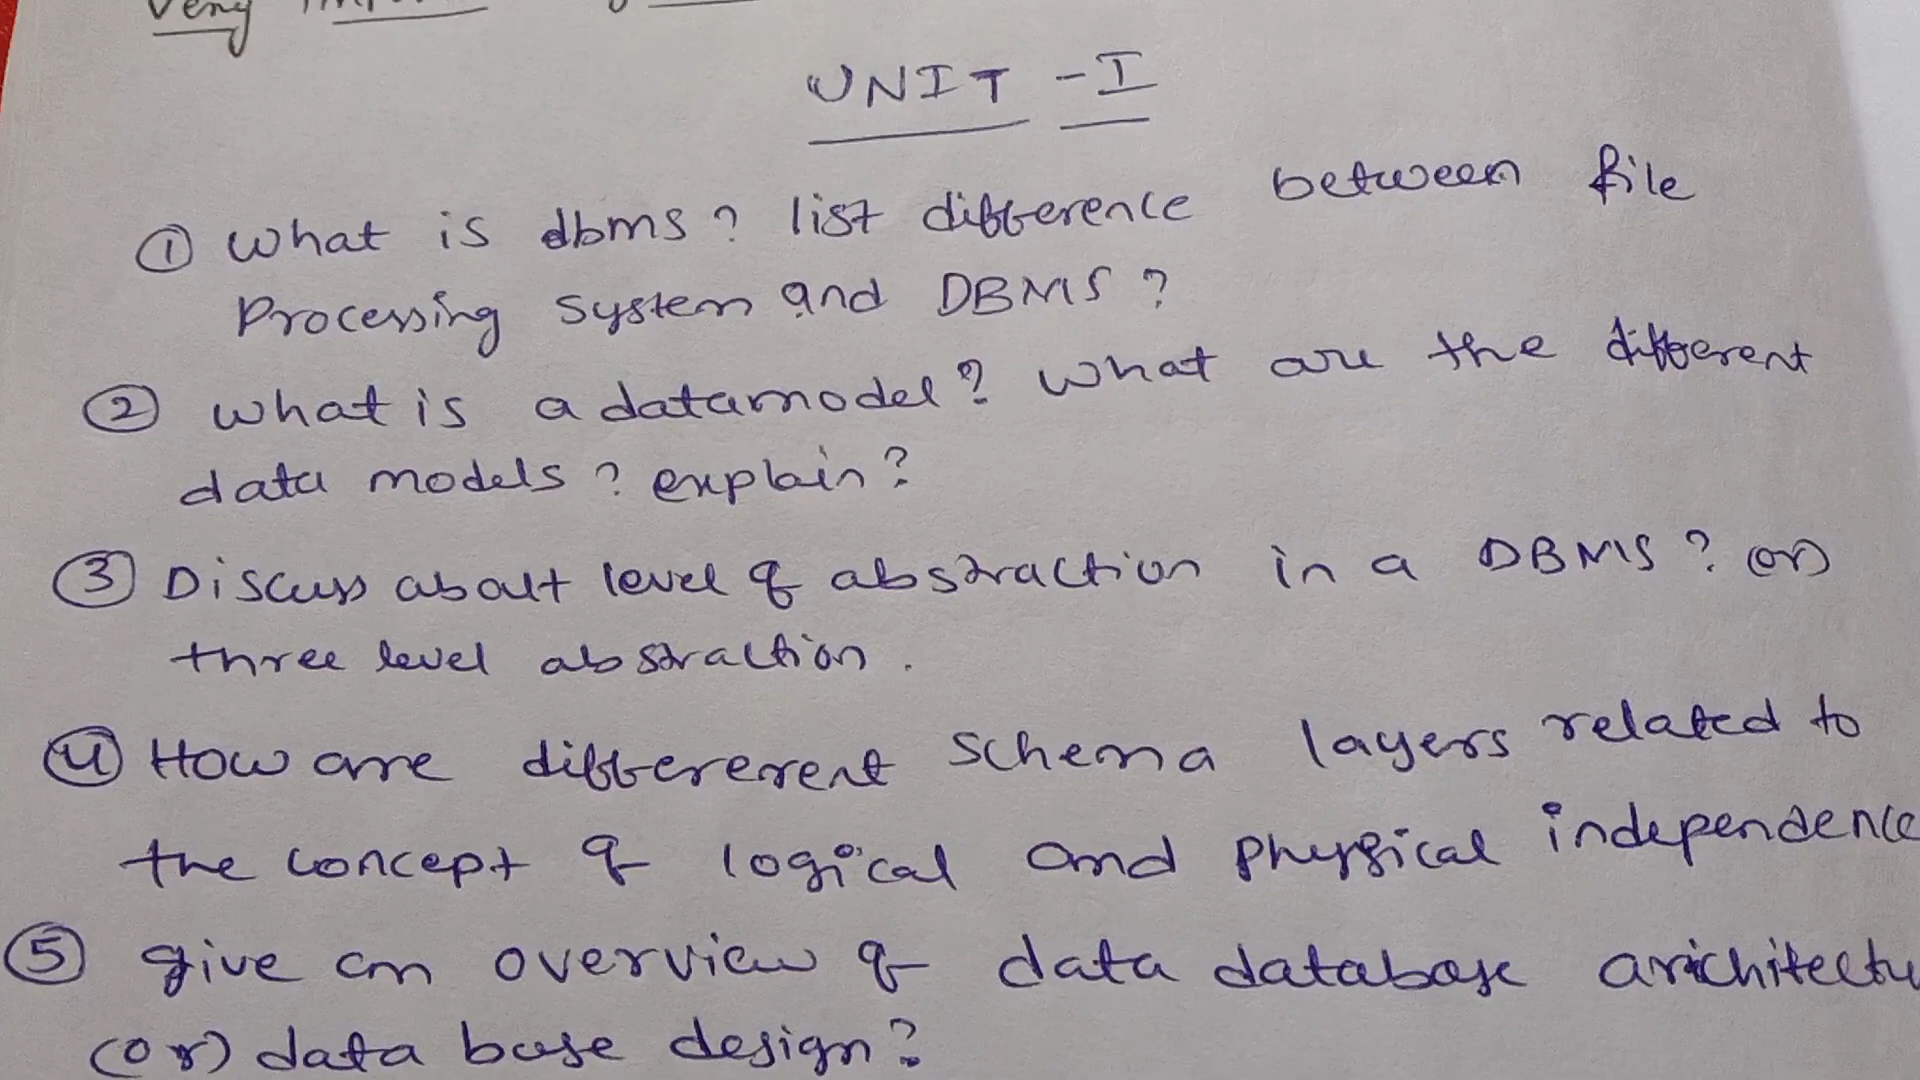 Very
UNIT - I
① What is dbms? list difference between file
Processing System and DBMS?
② What is a datamodel? What are the different
data models? explain?
③ Discuss about level of abstraction in a DBMS? (or)
three level abstraction.
④ How are differerent schema layers related to
the concept of logical and physical independence
⑤ give an overview of data database arichitectu
(or) data base design?